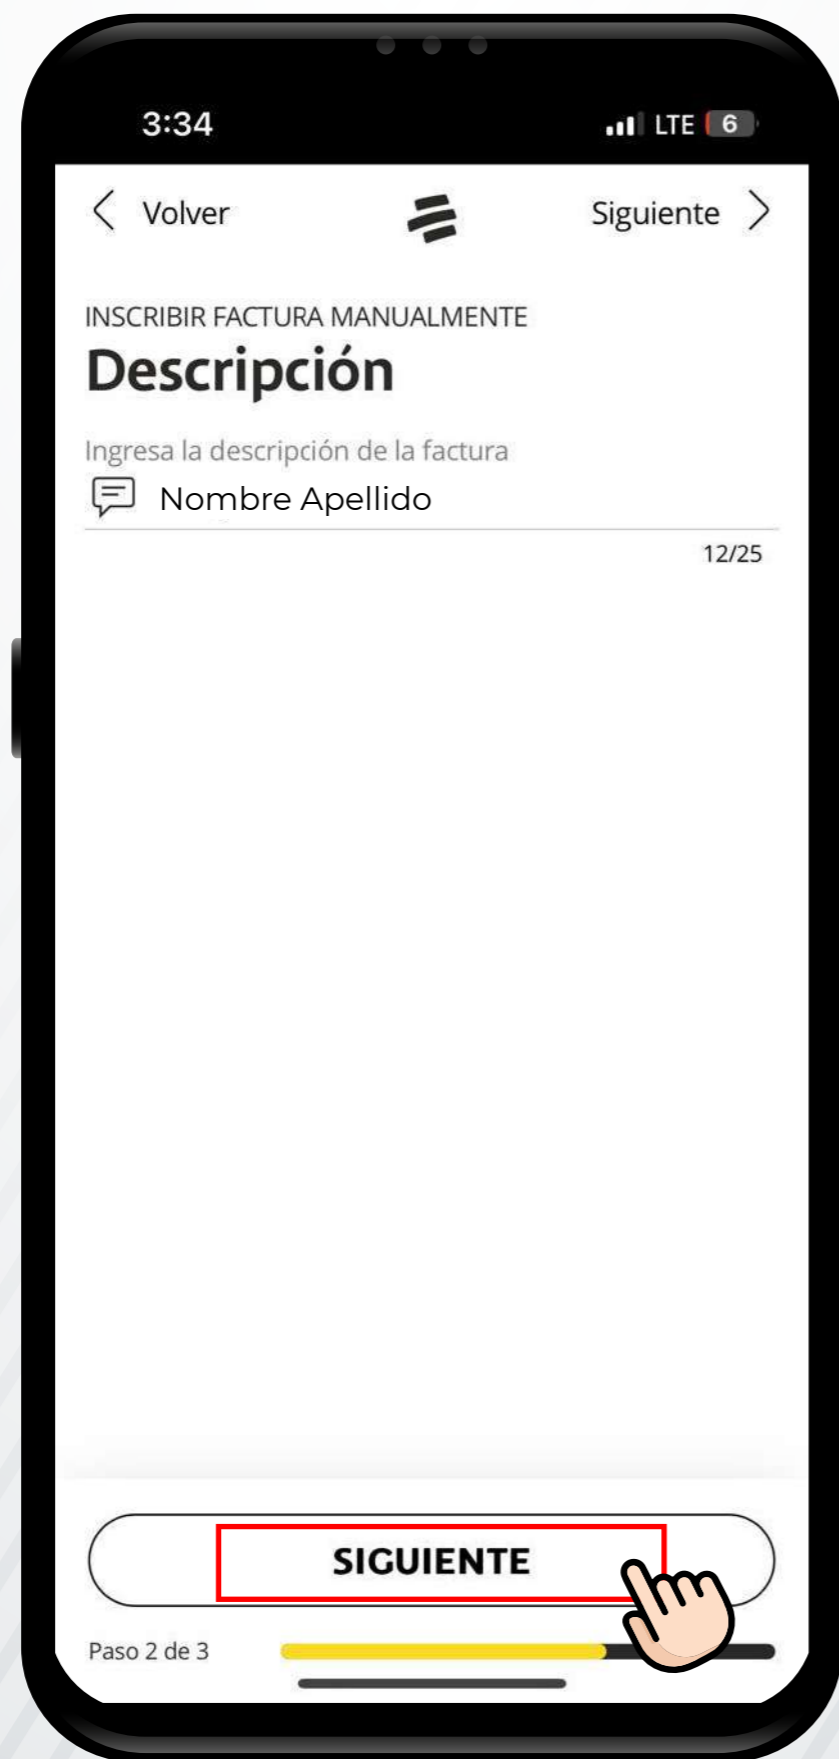 3:34
LTE 6
Volver
Siguiente
INSCRIBIR FACTURA MANUALMENTE
Descripción
Ingresa la descripción de la factura
Nombre Apellido
12/25
SIGUIENTE
Paso 2 de 3